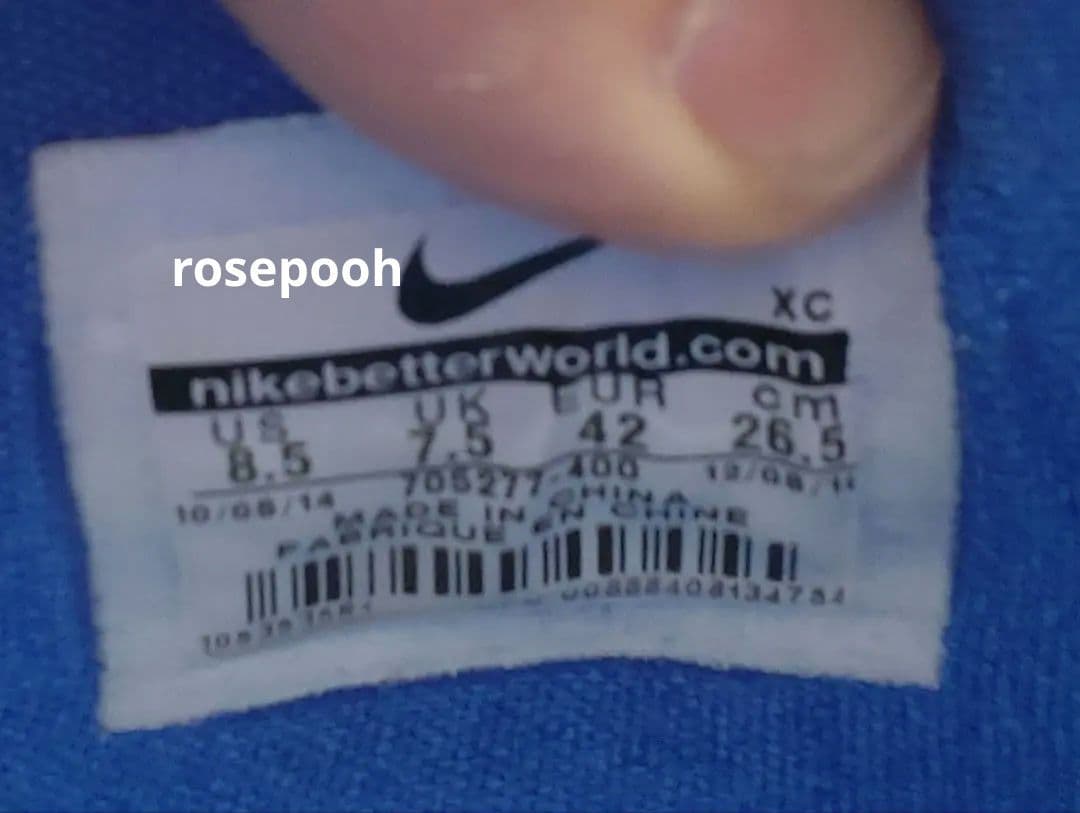 rosepooh
XC
nikebetterworld.com
US UK EUR cm
8.5 7.5 42 26.5
10/08/14 705277-400
MADE IN CHINA
FABRIQUE EN CHINE